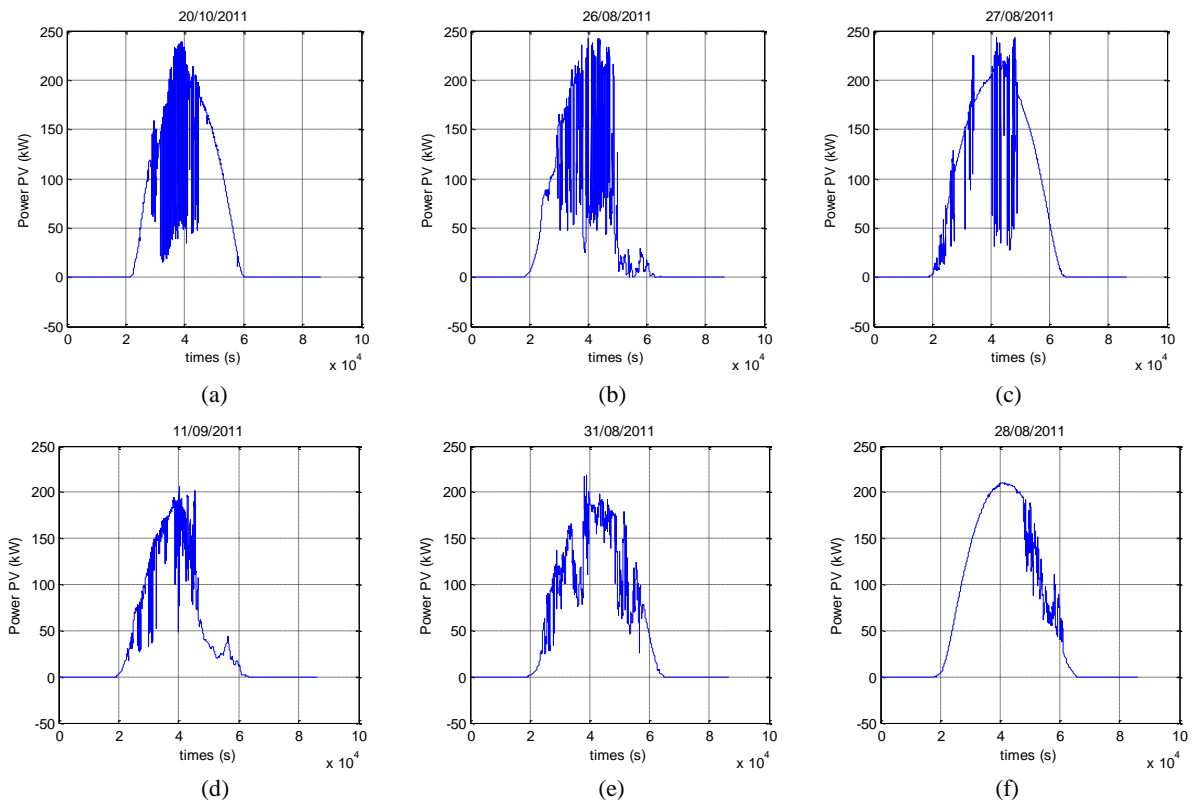 20/10/2011
250
200
150
100
50
0
-50
Power PV (kW)
0 2 4 6 8 10
times (s)
x 10^4
(a)
26/08/2011
250
200
150
100
50
0
-50
Power PV (kW)
0 2 4 6 8 10
times (s)
x 10^4
(b)
27/08/2011
250
200
150
100
50
0
-50
Power PV (kW)
0 2 4 6 8 10
times (s)
x 10^4
(c)
11/09/2011
250
200
150
100
50
0
-50
Power PV (kW)
0 2 4 6 8 10
times (s)
x 10^4
(d)
31/08/2011
250
200
150
100
50
0
-50
Power PV (kW)
0 2 4 6 8 10
times (s)
x 10^4
(e)
28/08/2011
250
200
150
100
50
0
-50
Power PV (kW)
0 2 4 6 8 10
times (s)
x 10^4
(f)